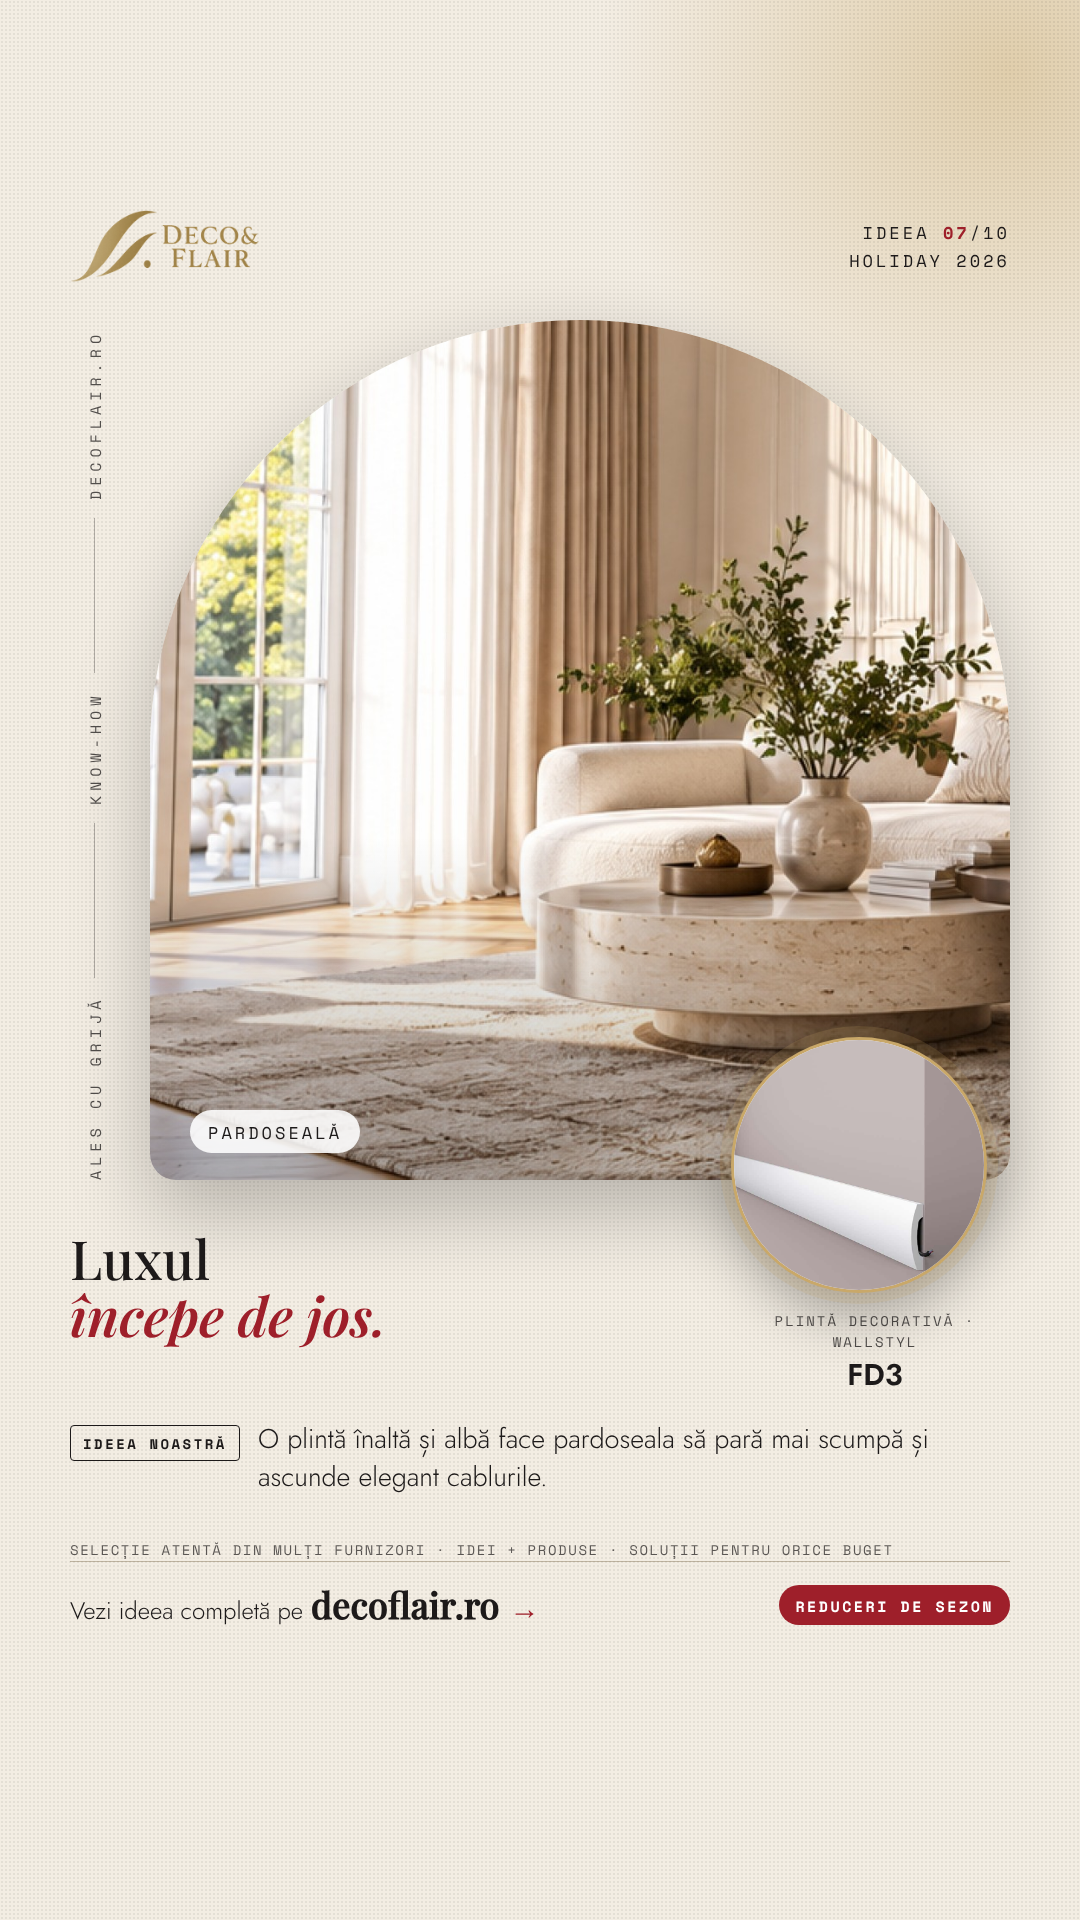 DECO&
FLAIR
IDEEA 07/10
HOLIDAY 2026
DECOFLAIR.RO
KNOW-HOW
ALES CU GRIJĂ
PARDOSEALĂ
Luxul
începe de jos.
PLINTĂ DECORATIVĂ ·
WALLSTYL
FD3
IDEEA NOASTRĂ
O plintă înaltă și albă face pardoseala să pară mai scumpă și
ascunde elegant cablurile.
SELECȚIE ATENTĂ DIN MULȚI FURNIZORI · IDEI + PRODUSE · SOLUȚII PENTRU ORICE BUGET
Vezi ideea completă pe decoflair.ro →
REDUCERI DE SEZON